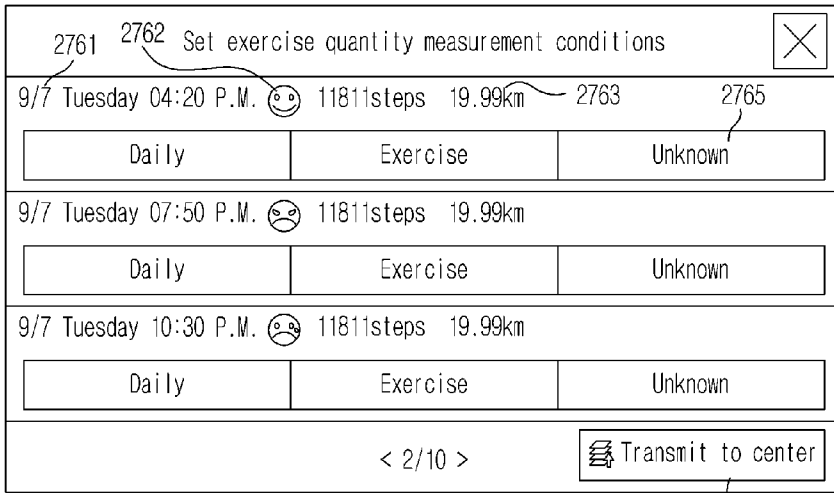 2761 2762 Set exercise quantity measurement conditions
9/7 Tuesday 04:20 P.M. 11811steps 19.99km 2763 2765
Daily Exercise Unknown
9/7 Tuesday 07:50 P.M. 11811steps 19.99km
Daily Exercise Unknown
9/7 Tuesday 10:30 P.M. 11811steps 19.99km
Daily Exercise Unknown
< 2/10 > Transmit to center